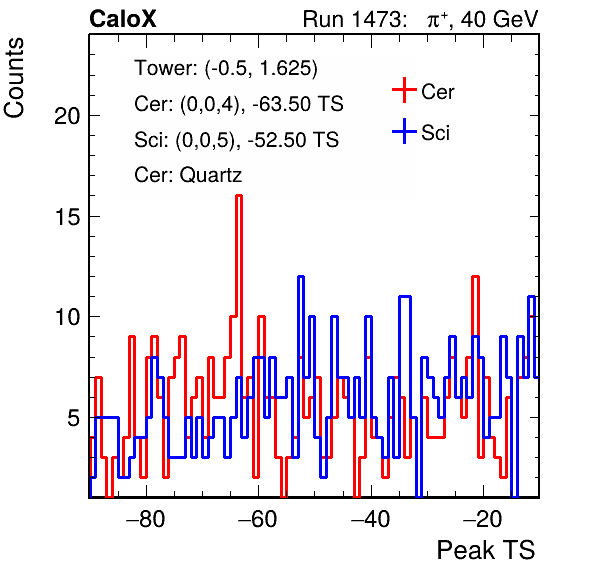 CaloX Run 1473: π⁺, 40 GeV
Tower: (-0.5, 1.625)
Cer: (0,0,4), -63.50 TS
Sci: (0,0,5), -52.50 TS
Cer: Quartz
Cer
Sci
Counts
20
15
10
5
−80 −60 −40 −20
Peak TS